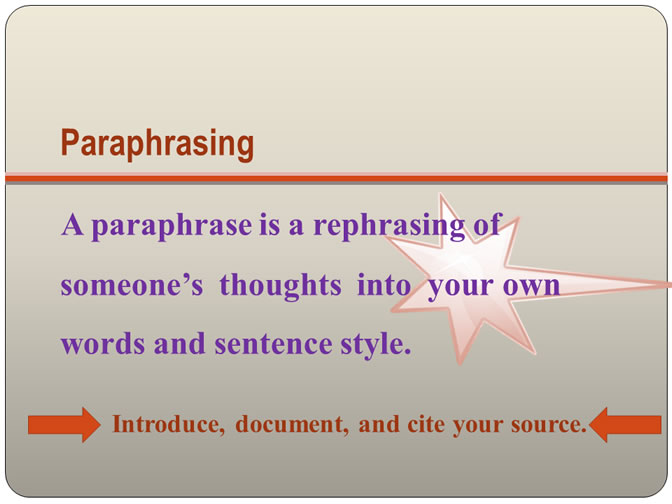 Paraphrasing
A paraphrase is a rephrasing of
someone’s thoughts into your own
words and sentence style.
Introduce, document, and cite your source.